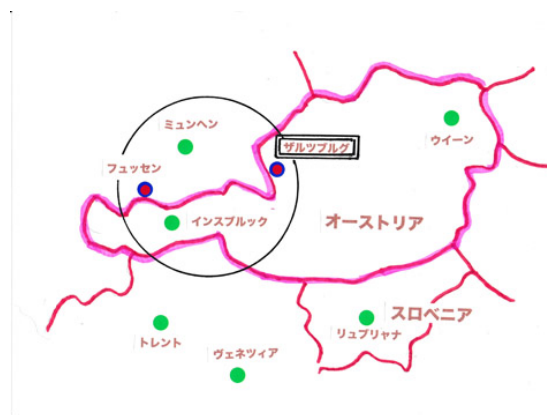 ミュンヘン
ウイーン
ザルツブルグ
フュッセン
インスブルック
オーストリア
スロベニア
リュブリャナ
トレント
ヴェネツィア